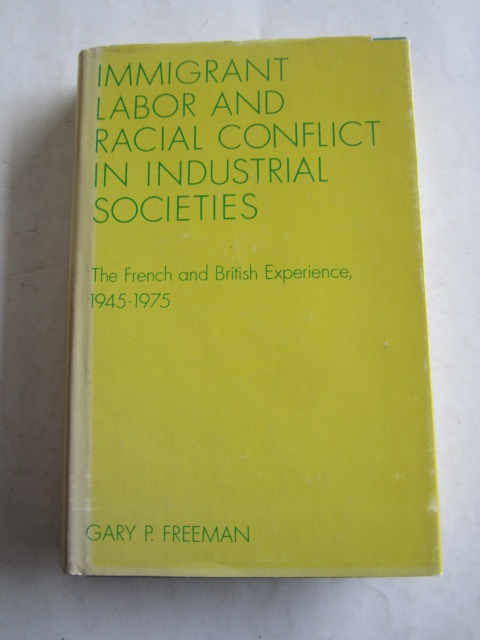 IMMIGRANT
LABOR AND
RACIAL CONFLICT
IN INDUSTRIAL
SOCIETIES
The French and British Experience,
1945-1975
GARY P. FREEMAN